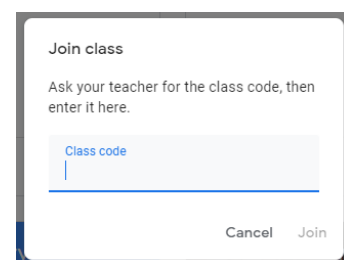 Join class
Ask your teacher for the class code, then
enter it here.
Class code
Cancel Join